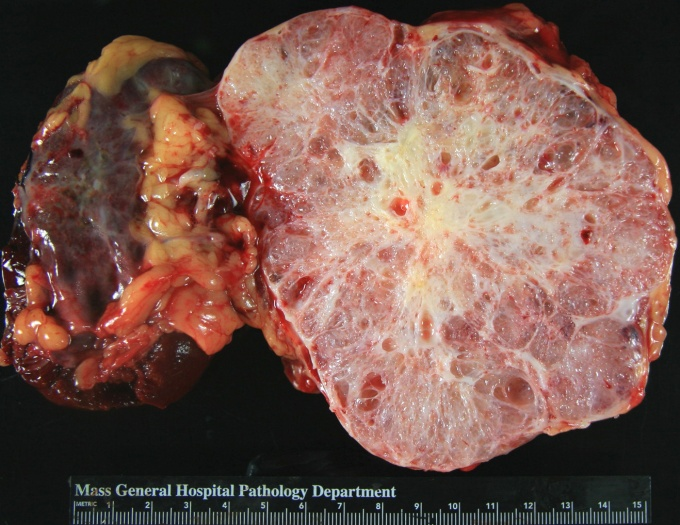 Mass General Hospital Pathology Department
METRIC 1 2 3 4 5 6 7 8 9 10 11 12 13 14 15